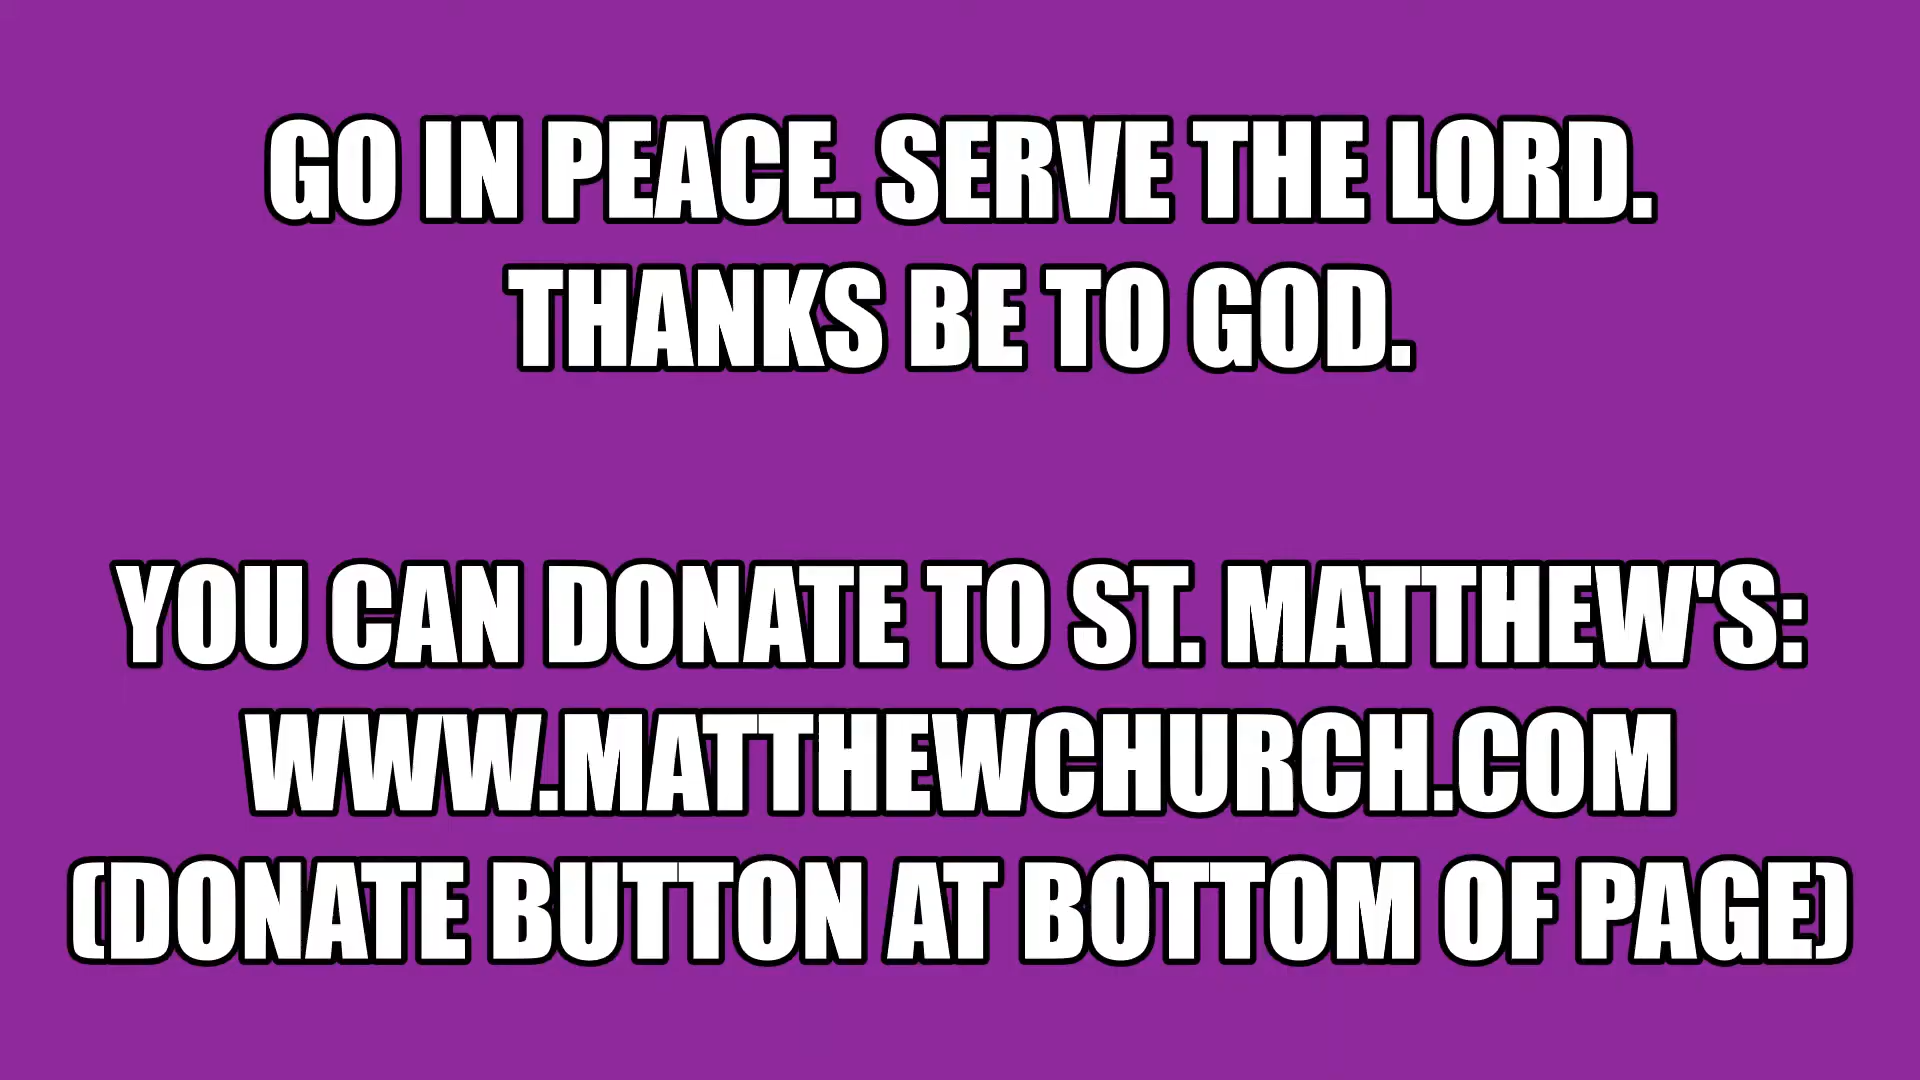 GO IN PEACE. SERVE THE LORD.
THANKS BE TO GOD.
YOU CAN DONATE TO ST. MATTHEW'S:
WWW.MATTHEWCHURCH.COM
(DONATE BUTTON AT BOTTOM OF PAGE)